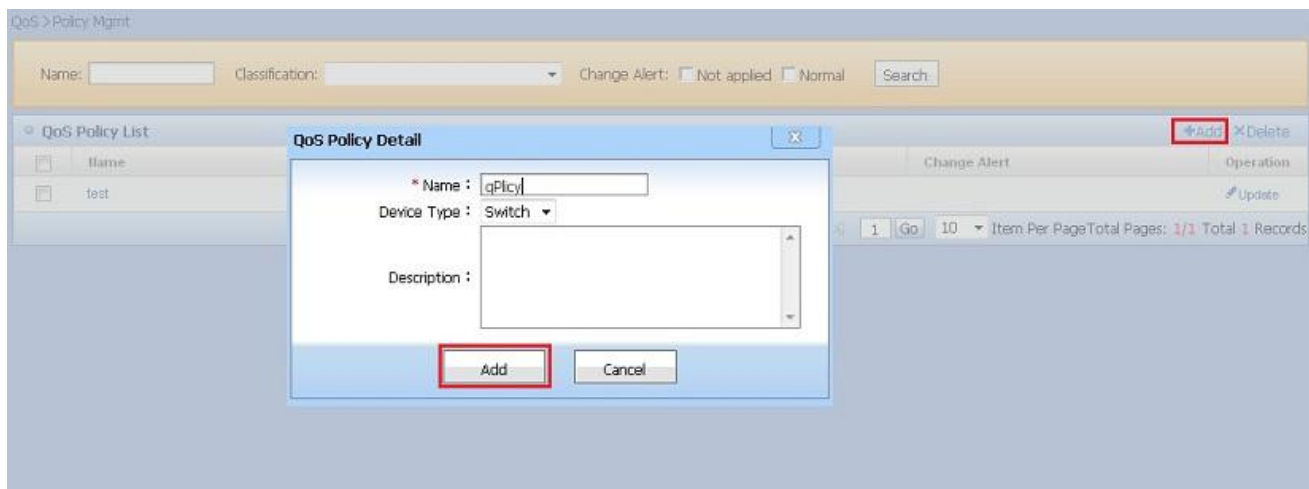 QoS > Policy Mgmt
Name: Classification: Change Alert: Not applied Normal Search
QoS Policy List +Add ×Delete
Name Change Alert Operation
test Update
1 Go 10 Item Per PageTotal Pages: 1/1 Total 1 Records
QoS Policy Detail
* Name : qPlicy
Device Type : Switch
Description :
Add Cancel